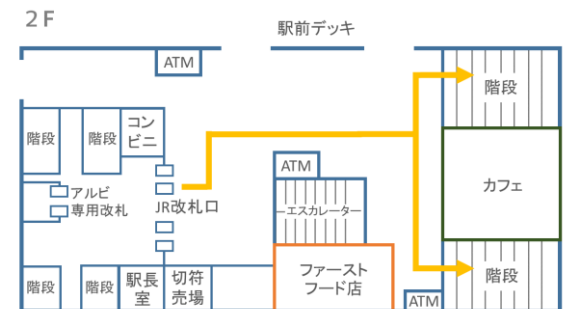 2F
駅前デッキ
ATM
階段
階段
階段
コン
ビニ
ATM
カフェ
アルビ
専用改札
JR改札口
エスカレーター
階段
階段
駅長
室
切符
売場
ファースト
フード店
階段
ATM